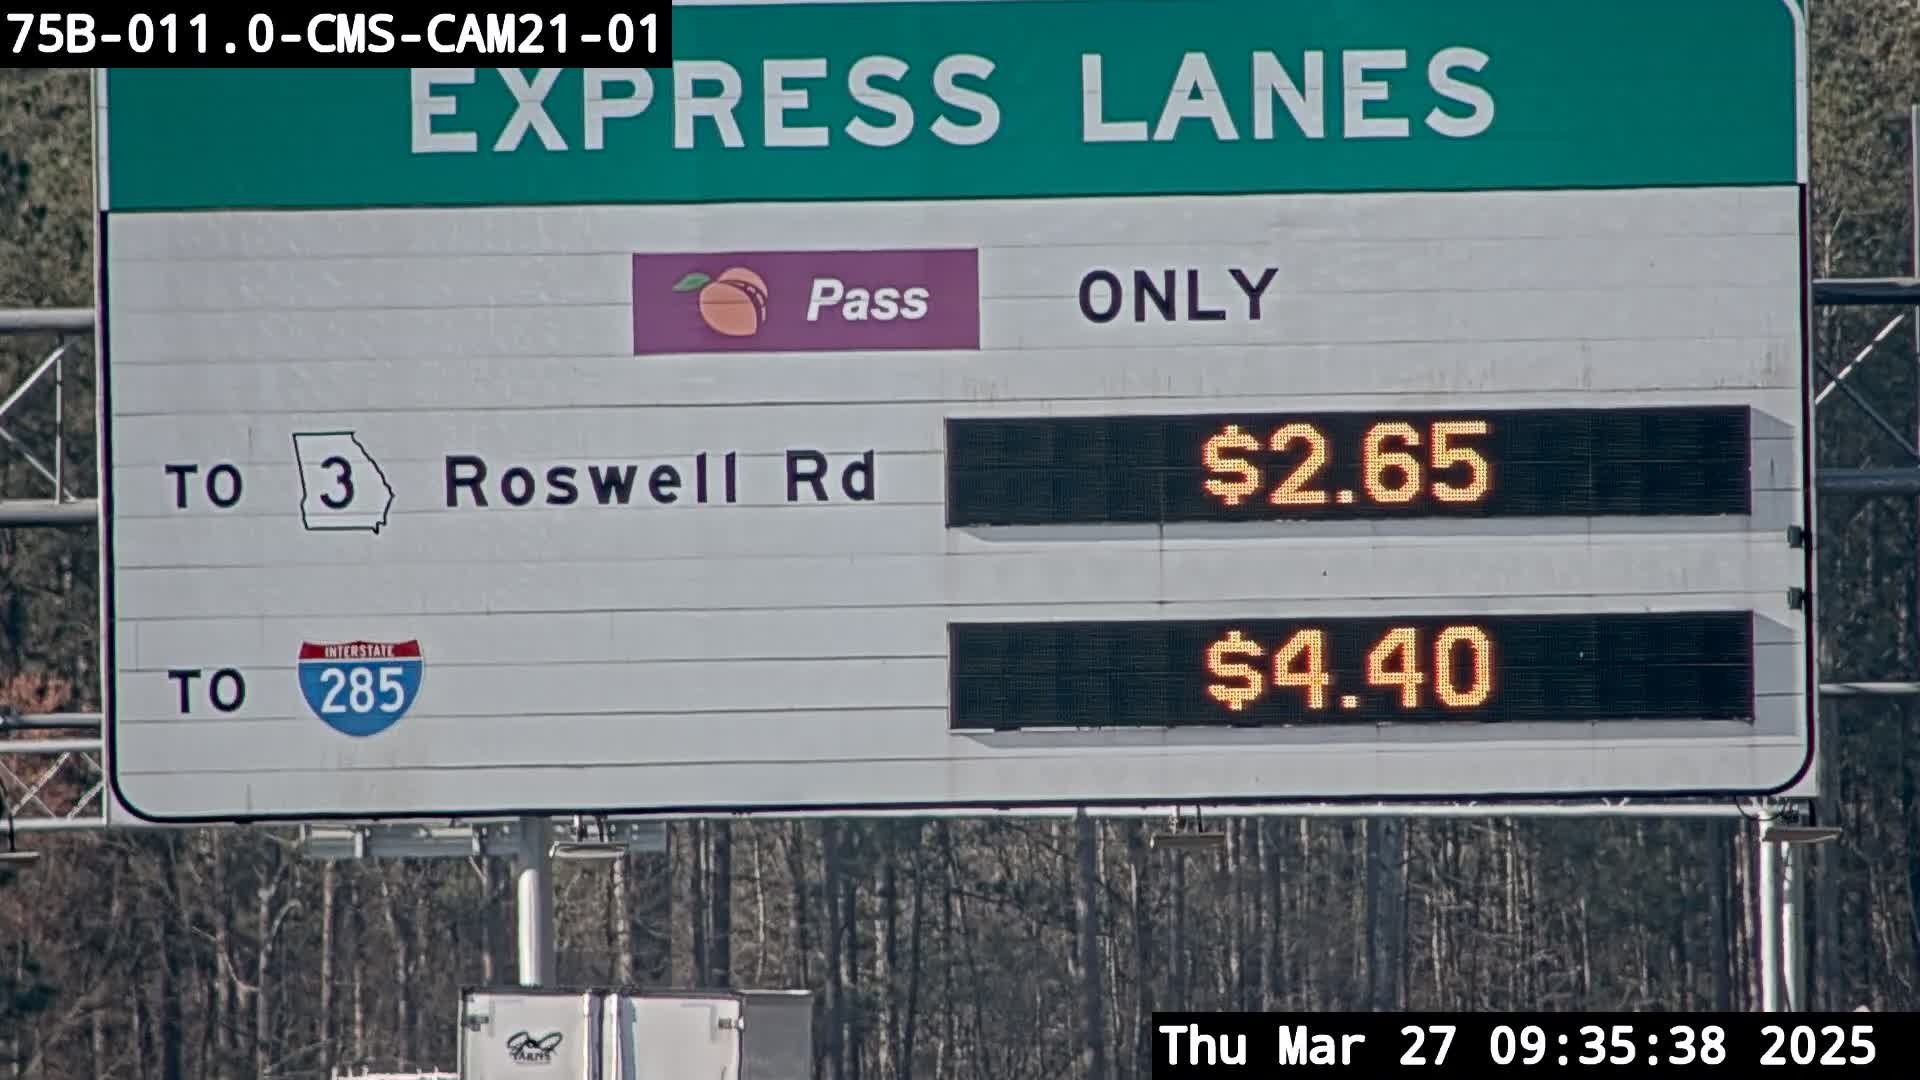 75B-011.0-CMS-CAM21-01
EXPRESS LANES
Pass ONLY
TO 3 Roswell Rd $2.65
INTERSTATE
TO 285 $4.40
YARNS
Thu Mar 27 09:35:38 2025